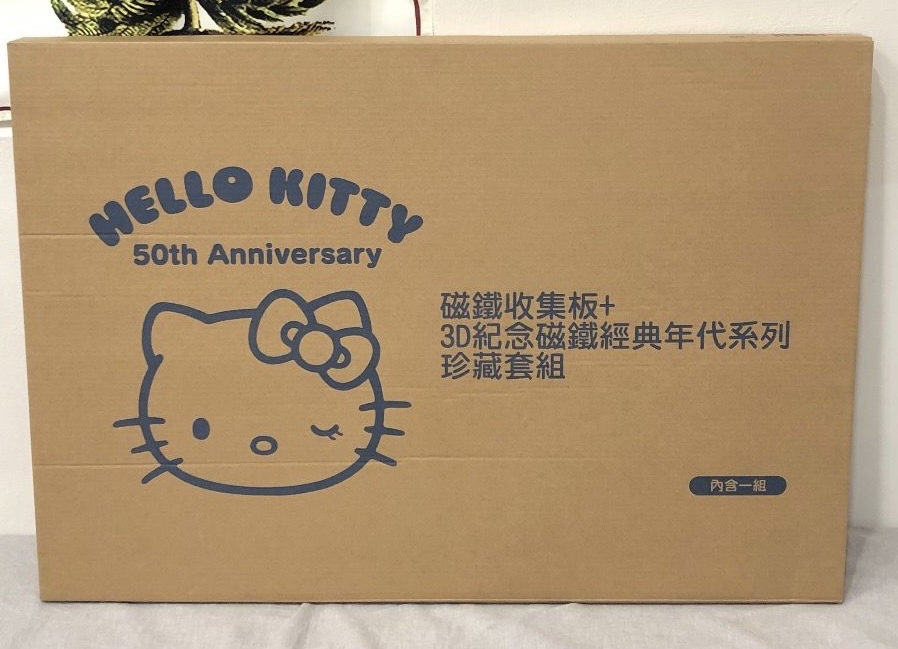 HELLO KITTY
50th Anniversary
磁鐵收集板+
3D紀念磁鐵經典年代系列
珍藏套組
內含一組